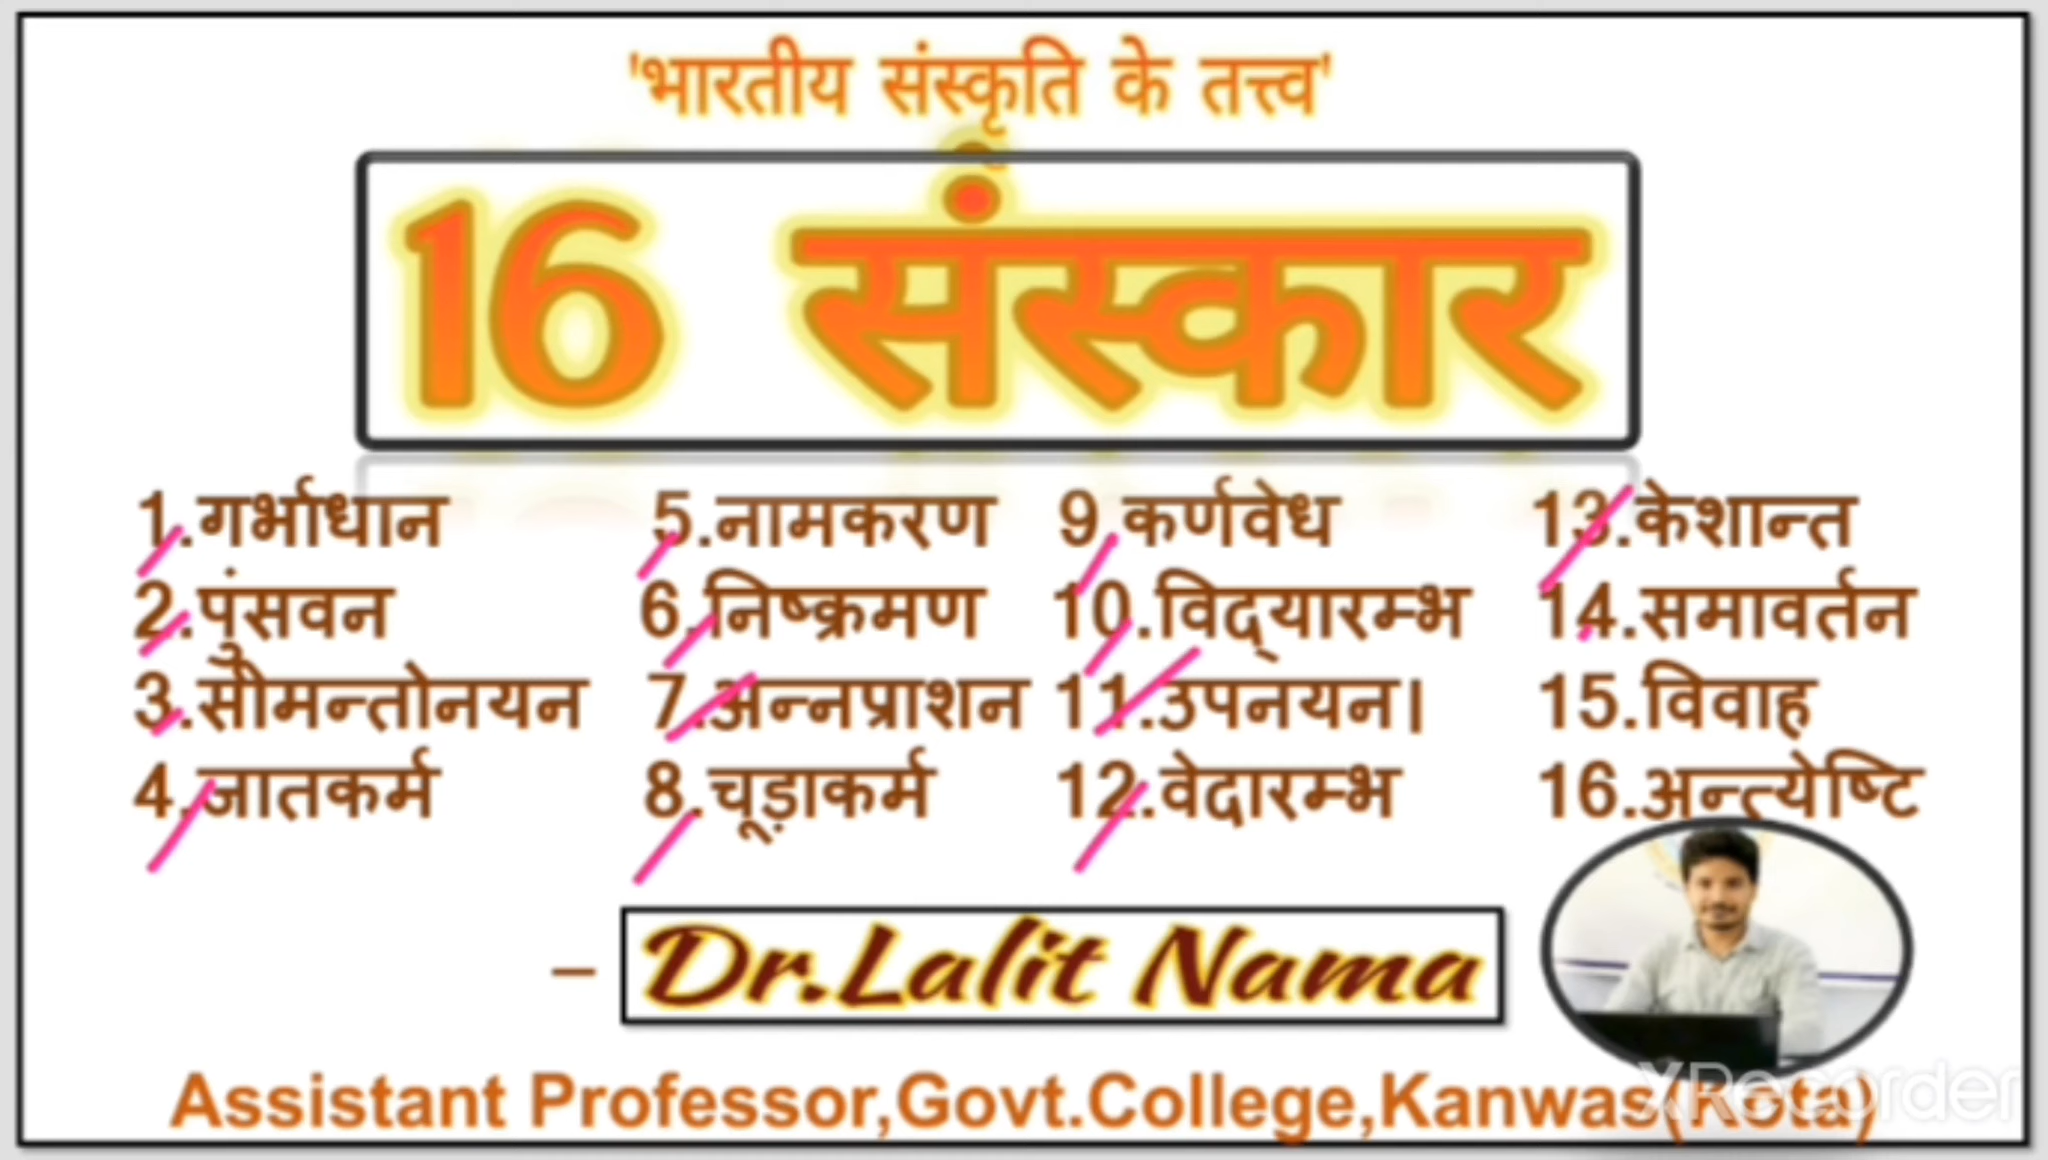 'भारतीय संस्कृति के तत्त्व'
16 संस्कार
1.गर्भाधान 5.नामकरण 9.कर्णवेध 13.केशान्त
2.पुंसवन 6.निष्क्रमण 10.विद्यारम्भ 14.समावर्तन
3.सीमन्तोनयन 7.अन्नप्राशन 11.उपनयन। 15.विवाह
4.जातकर्म 8.चूड़ाकर्म 12.वेदारम्भ 16.अन्त्येष्टि
– Dr.Lalit Nama
Assistant Professor,Govt.College,Kanwas(Kota)
XRecorder